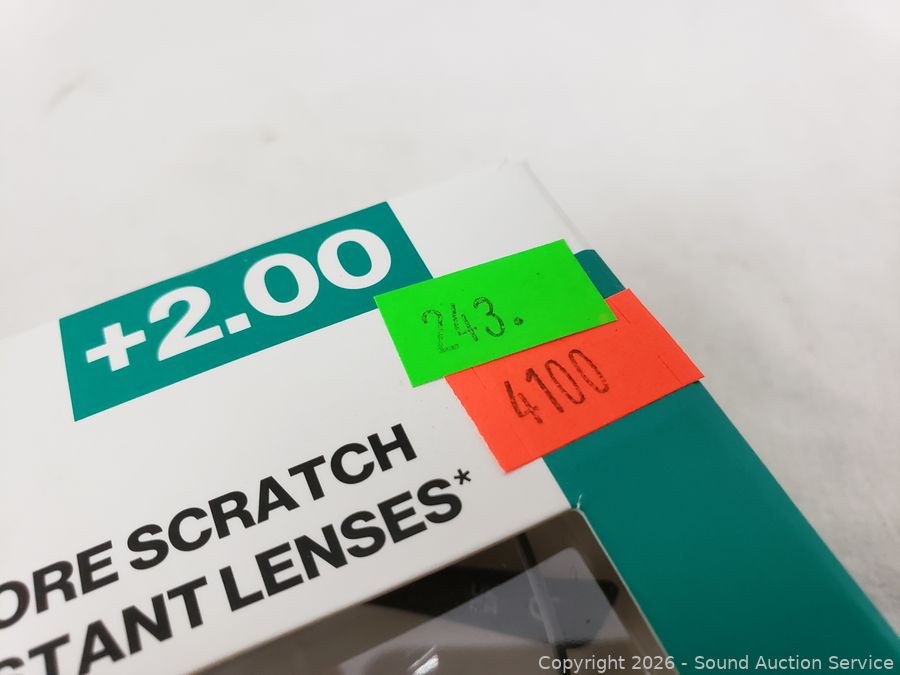 +2.00
243.
4100
ORE SCRATCH
STANT LENSES*
Copyright 2026 - Sound Auction Service